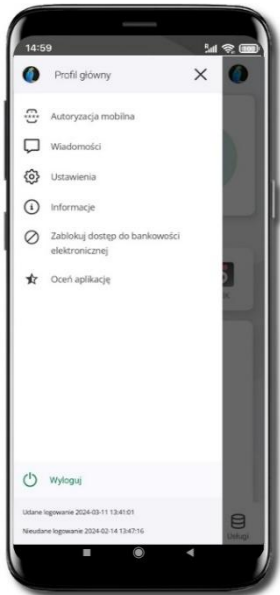 14:59
Profil główny
Autoryzacja mobilna
Wiadomości
Ustawienia
Informacje
Zablokuj dostęp do bankowości
elektronicznej
Oceń aplikację
Wyloguj
Udane logowanie 2024-03-11 13:41:01
Nieudane logowanie 2024-02-14 13:47:16
Usługi